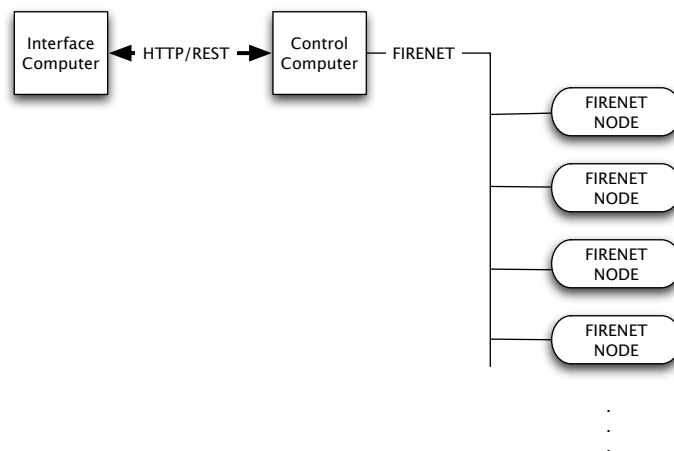 Interface
Computer
HTTP/REST
Control
Computer
FIRENET
FIRENET
NODE
FIRENET
NODE
FIRENET
NODE
FIRENET
NODE
.
.
.